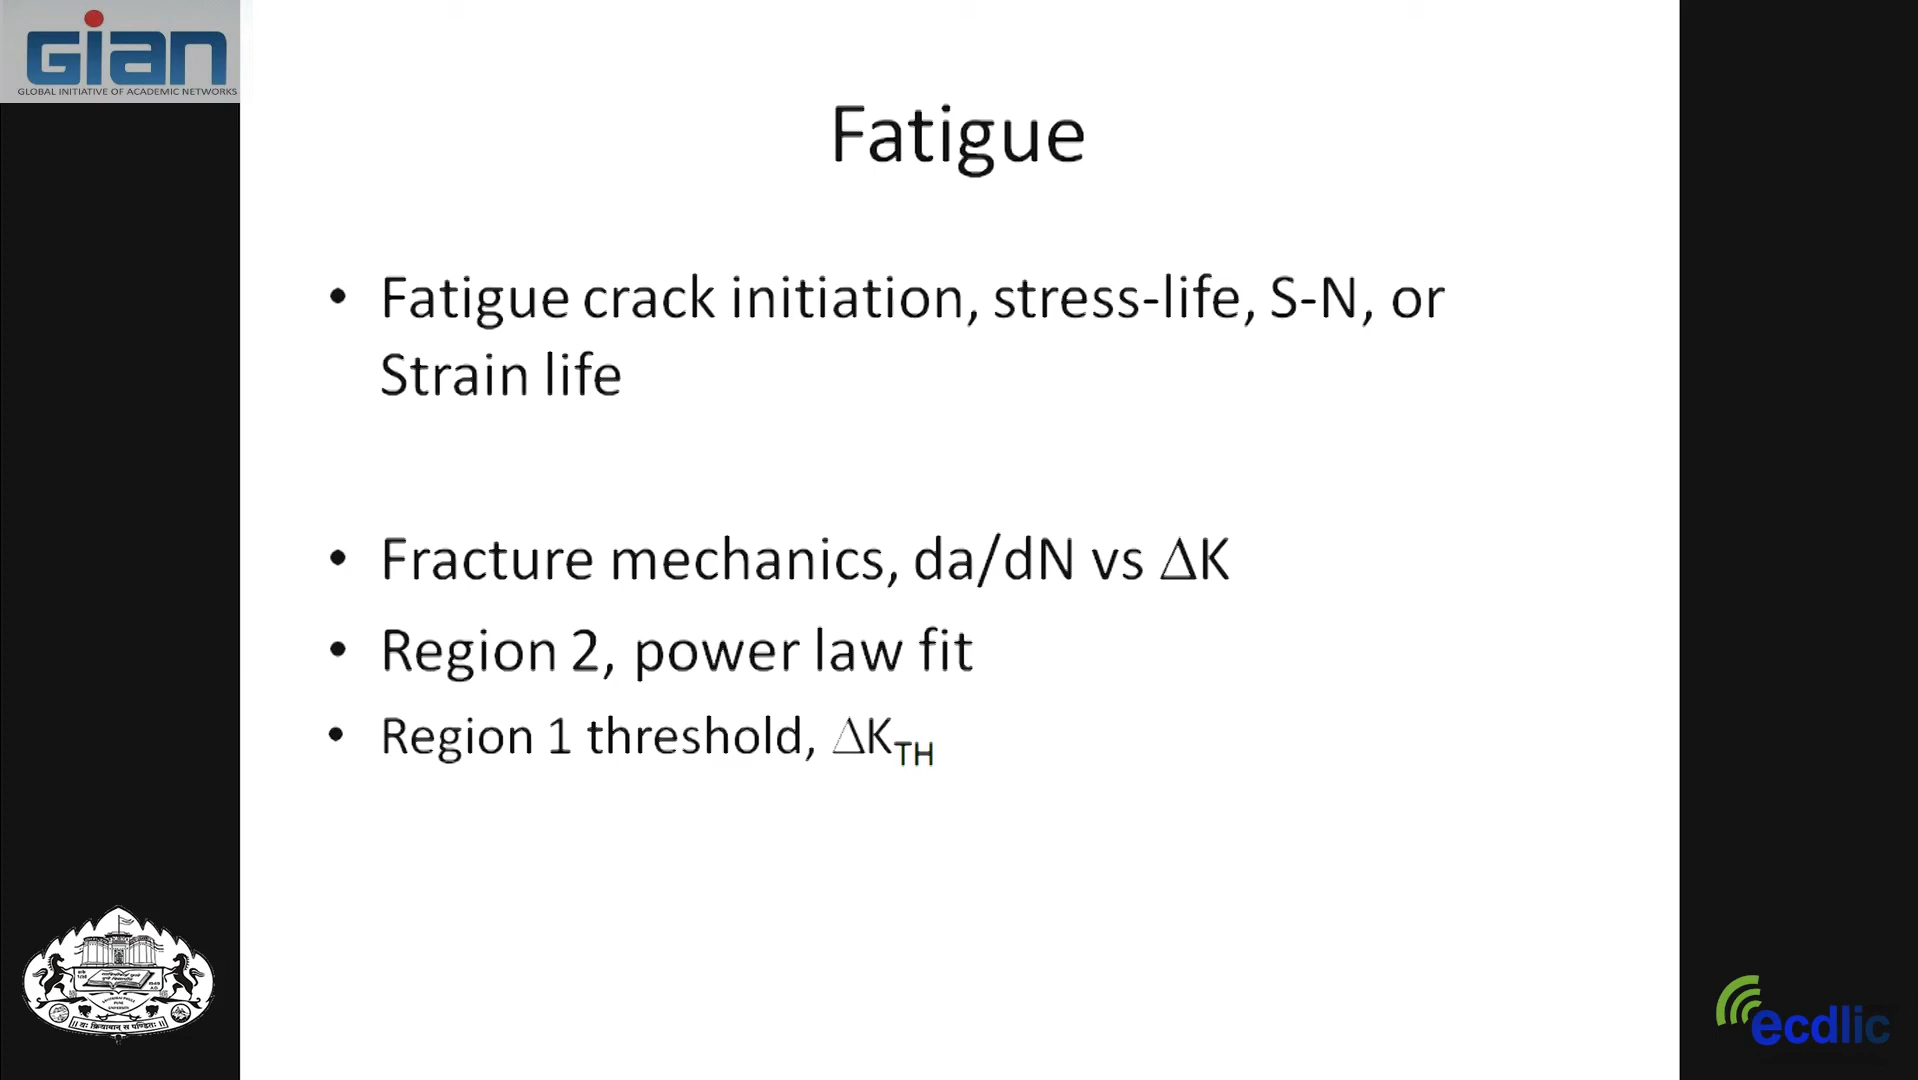 GIAN
GLOBAL INITIATIVE OF ACADEMIC NETWORKS
Fatigue
• Fatigue crack initiation, stress-life, S-N, or
Strain life
• Fracture mechanics, da/dN vs ΔK
• Region 2, power law fit
• Region 1 threshold, ΔK_TH
ecdlic